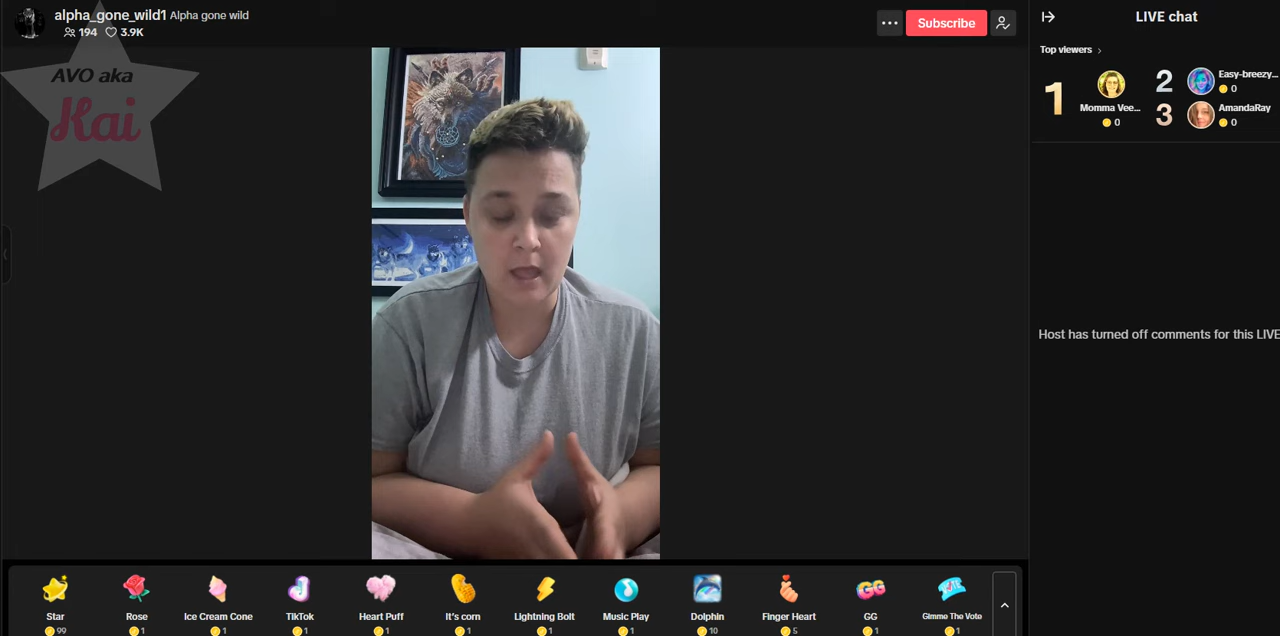 alpha_gone_wild1 Alpha gone wild
194 3.9K
AVO aka
Kai
Subscribe
LIVE chat
Top viewers
1 Momma Vee... 0
2 Easy-breezy... 0
3 AmandaRay 0
Host has turned off comments for this LIVE
Star Rose Ice Cream Cone TikTok Heart Puff It's corn Lightning Bolt Music Play Dolphin Finger Heart GG Gimme The Vote
99 1 1 1 1 1 1 1 10 5 1 1